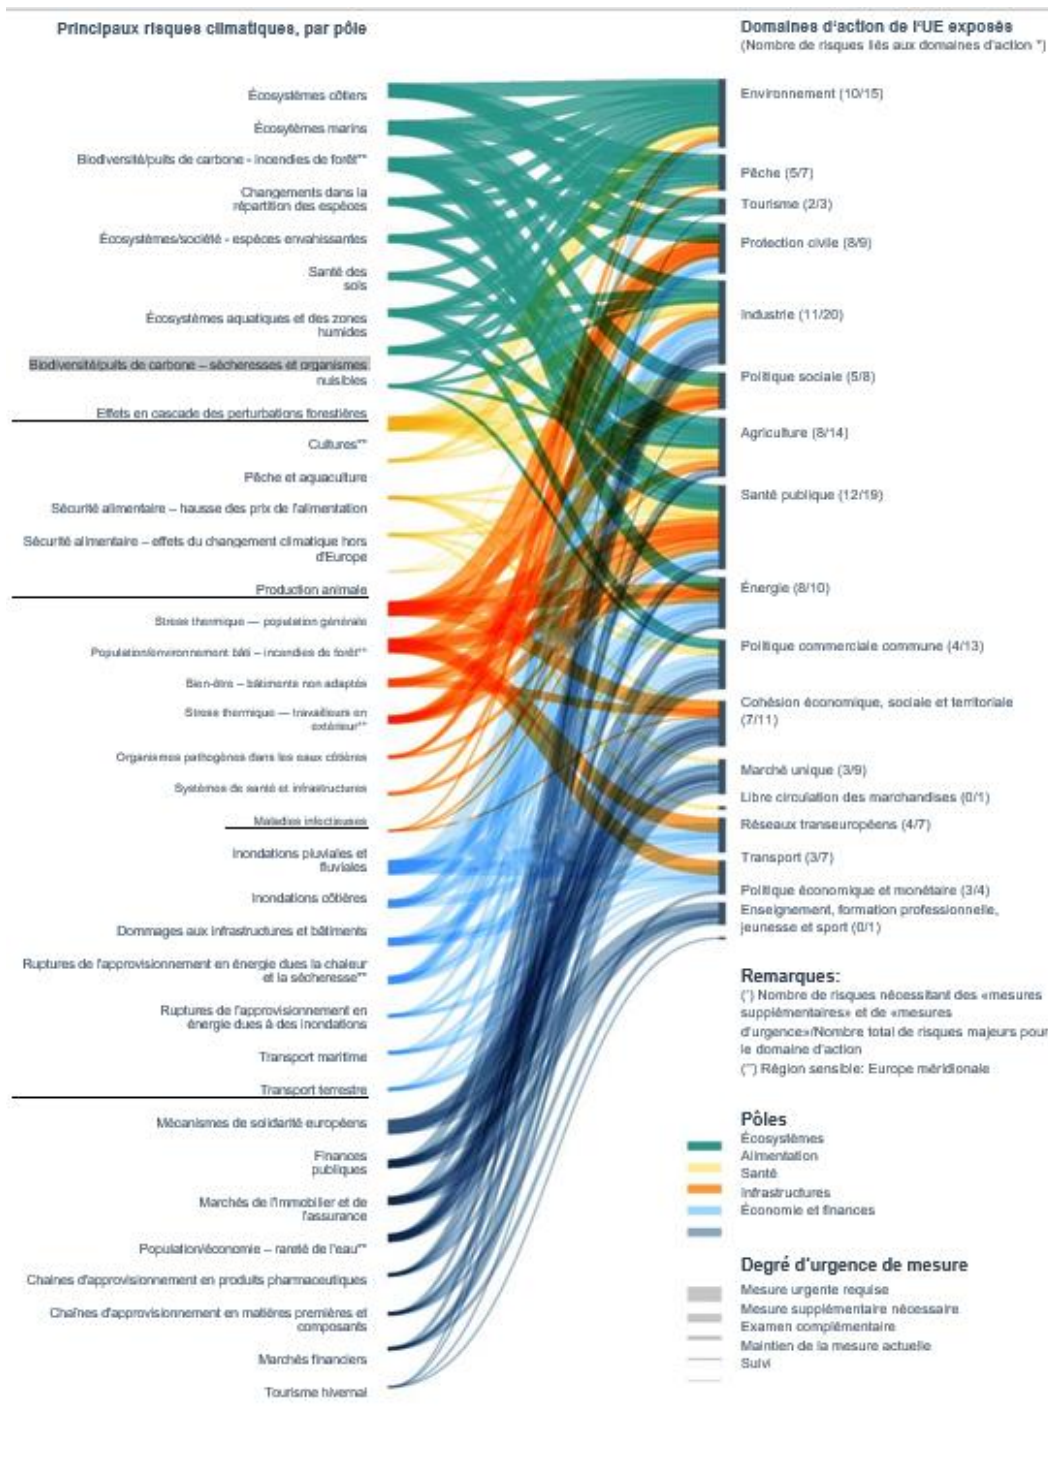 Principaux risques climatiques, par pôle
Écosystèmes côtiers
Écosytèmes marins
Biodiversité/puits de carbone - incendies de forêt**
Changements dans la
répartition des espèces
Écosystèmes/société - espèces envahissantes
Santé des
sols
Écosystèmes aquatiques et des zones
humides
Biodiversité/puits de carbone – sécheresses et organismes
nuisibles
Effets en cascade des perturbations forestières
Cultures**
Pêche et aquaculture
Sécurité alimentaire – hausse des prix de l'alimentation
Sécurité alimentaire – effets du changement climatique hors
d'Europe
Production animale
Stress thermique — population générale
Population/environnement bâti – incendies de forêt**
Bien-être – bâtiments non adaptés
Stress thermique — travailleurs en
extérieur**
Organismes pathogènes dans les eaux côtières
Systèmes de santé et infrastructures
Maladies infectieuses
Inondations pluviales et
fluviales
Inondations côtières
Dommages aux infrastructures et bâtiments
Ruptures de l'approvisionnement en énergie dues la chaleur
et la sécheresse**
Ruptures de l'approvisionnement en
énergie dues à des inondations
Transport maritime
Transport terrestre
Mécanismes de solidarité européens
Finances
publiques
Marchés de l'immobilier et de
l'assurance
Population/économie – rareté de l'eau**
Chaînes d'approvisionnement en produits pharmaceutiques
Chaînes d'approvisionnement en matières premières et
composants
Marchés financiers
Tourisme hivernal
Domaines d'action de l'UE exposés
(Nombre de risques liés aux domaines d'action *)
Environnement (10/15)
Pêche (5/7)
Tourisme (2/3)
Protection civile (8/9)
Industrie (11/20)
Politique sociale (5/8)
Agriculture (8/14)
Santé publique (12/19)
Énergie (8/10)
Politique commerciale commune (4/13)
Cohésion économique, sociale et territoriale
(7/11)
Marché unique (3/9)
Libre circulation des marchandises (0/1)
Réseaux transeuropéens (4/7)
Transport (3/7)
Politique économique et monétaire (3/4)
Enseignement, formation professionnelle,
jeunesse et sport (0/1)
Remarques:
(*) Nombre de risques nécessitant des «mesures
supplémentaires» et de «mesures
d'urgence»/Nombre total de risques majeurs pour
le domaine d'action
(**) Région sensible: Europe méridionale
Pôles
Écosystèmes
Alimentation
Santé
Infrastructures
Économie et finances
Degré d'urgence de mesure
Mesure urgente requise
Mesure supplémentaire nécessaire
Examen complémentaire
Maintien de la mesure actuelle
Suivi